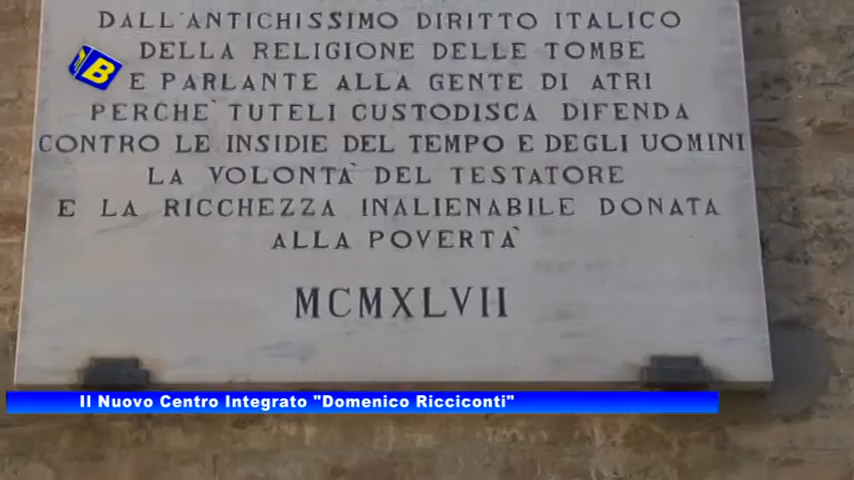 DALL'ANTICHISSIMO DIRITTO ITALICO
DELLA RELIGIONE DELLE TOMBE
B
E PARLANTE ALLA GENTE DI ATRI
PERCHE' TUTELI CUSTODISCA DIFENDA
CONTRO LE INSIDIE DEL TEMPO E DEGLI UOMINI
LA VOLONTA' DEL TESTATORE
E LA RICCHEZZA INALIENABILE DONATA
ALLA POVERTA'
MCMXLVII
Il Nuovo Centro Integrato "Domenico Ricciconti"